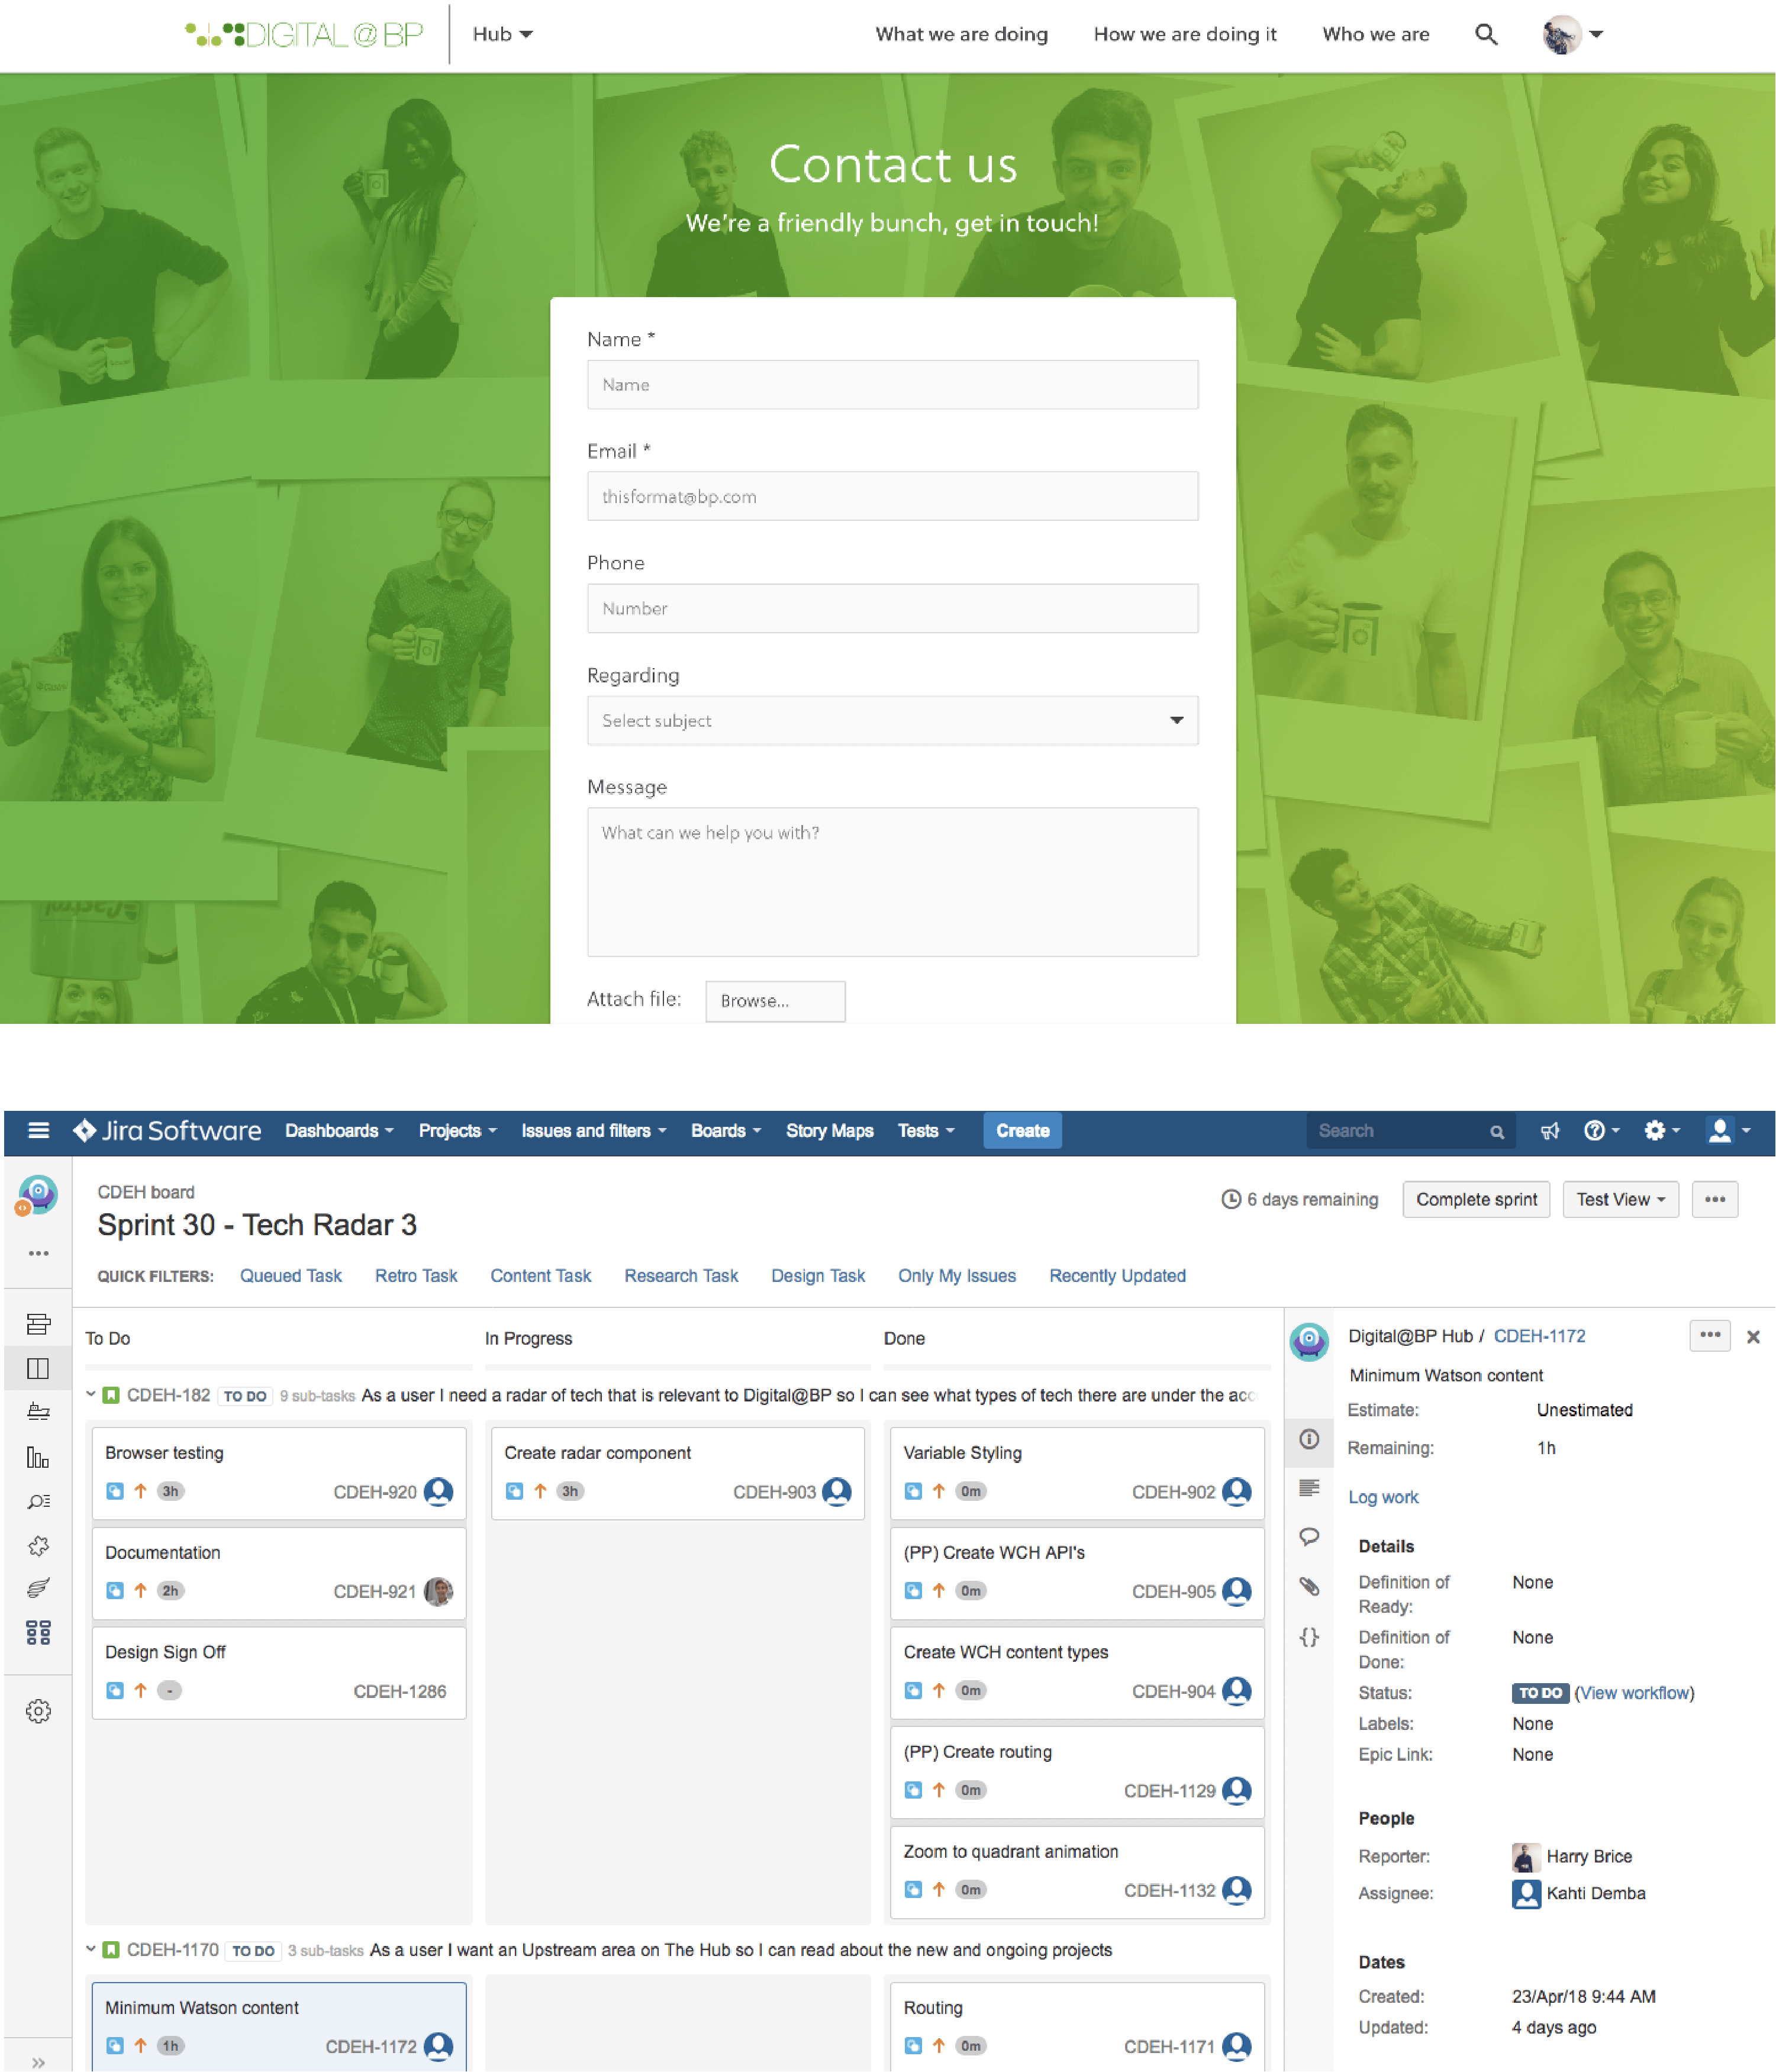 DIGITAL @ BP
Hub
What we are doing
How we are doing it
Who we are
Contact us
We're a friendly bunch, get in touch!
Name *
Name
Email *
thisformat@bp.com
Phone
Number
Regarding
Select subject
Message
What can we help you with?
Attach file:
Browse...
Jira Software
Dashboards
Projects
Issues and filters
Boards
Story Maps
Tests
Create
Search
CDEH board
6 days remaining
Complete sprint
Test View
Sprint 30 - Tech Radar 3
QUICK FILTERS:
Queued Task
Retro Task
Content Task
Research Task
Design Task
Only My Issues
Recently Updated
To Do
In Progress
Done
CDEH-182 TO DO 9 sub-tasks As a user I need a radar of tech that is relevant to Digital@BP so I can see what types of tech there are under the
Browser testing
3h CDEH-920
Documentation
2h CDEH-921
Design Sign Off
- CDEH-1286
Create radar component
3h CDEH-903
Variable Styling
0m CDEH-902
(PP) Create WCH API's
0m CDEH-905
Create WCH content types
0m CDEH-904
(PP) Create routing
0m CDEH-1129
Zoom to quadrant animation
0m CDEH-1132
CDEH-1170 TO DO 3 sub-tasks As a user I want an Upstream area on The Hub so I can read about the new and ongoing projects
Minimum Watson content
1h CDEH-1172
Routing
0m CDEH-1171
Digital@BP Hub / CDEH-1172
Minimum Watson content
Estimate: Unestimated
Remaining: 1h
Log work
Details
Definition of Ready: None
Definition of Done: None
Status: TO DO (View workflow)
Labels: None
Epic Link: None
People
Reporter: Harry Brice
Assignee: Kahti Demba
Dates
Created: 23/Apr/18 9:44 AM
Updated: 4 days ago